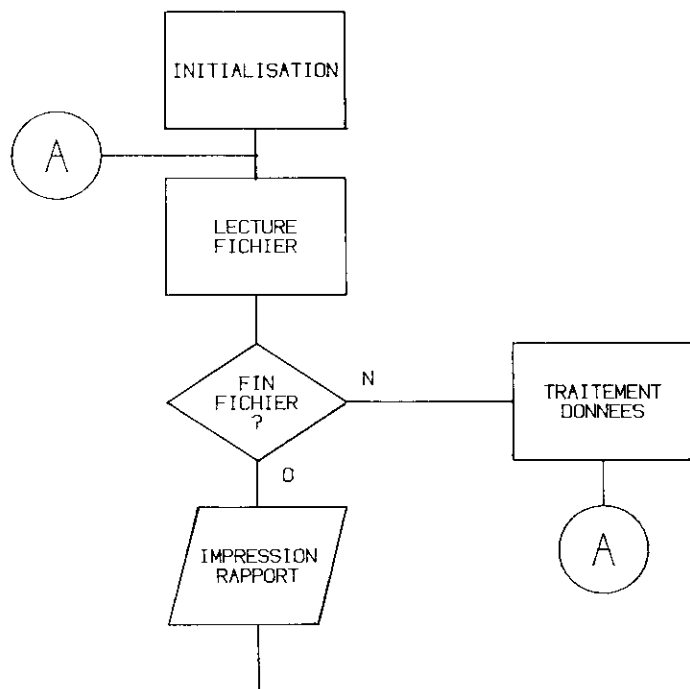 INITIALISATION
A
LECTURE
FICHIER
FIN
FICHIER
?
N
TRAITEMENT
DONNEES
O
A
IMPRESSION
RAPPORT